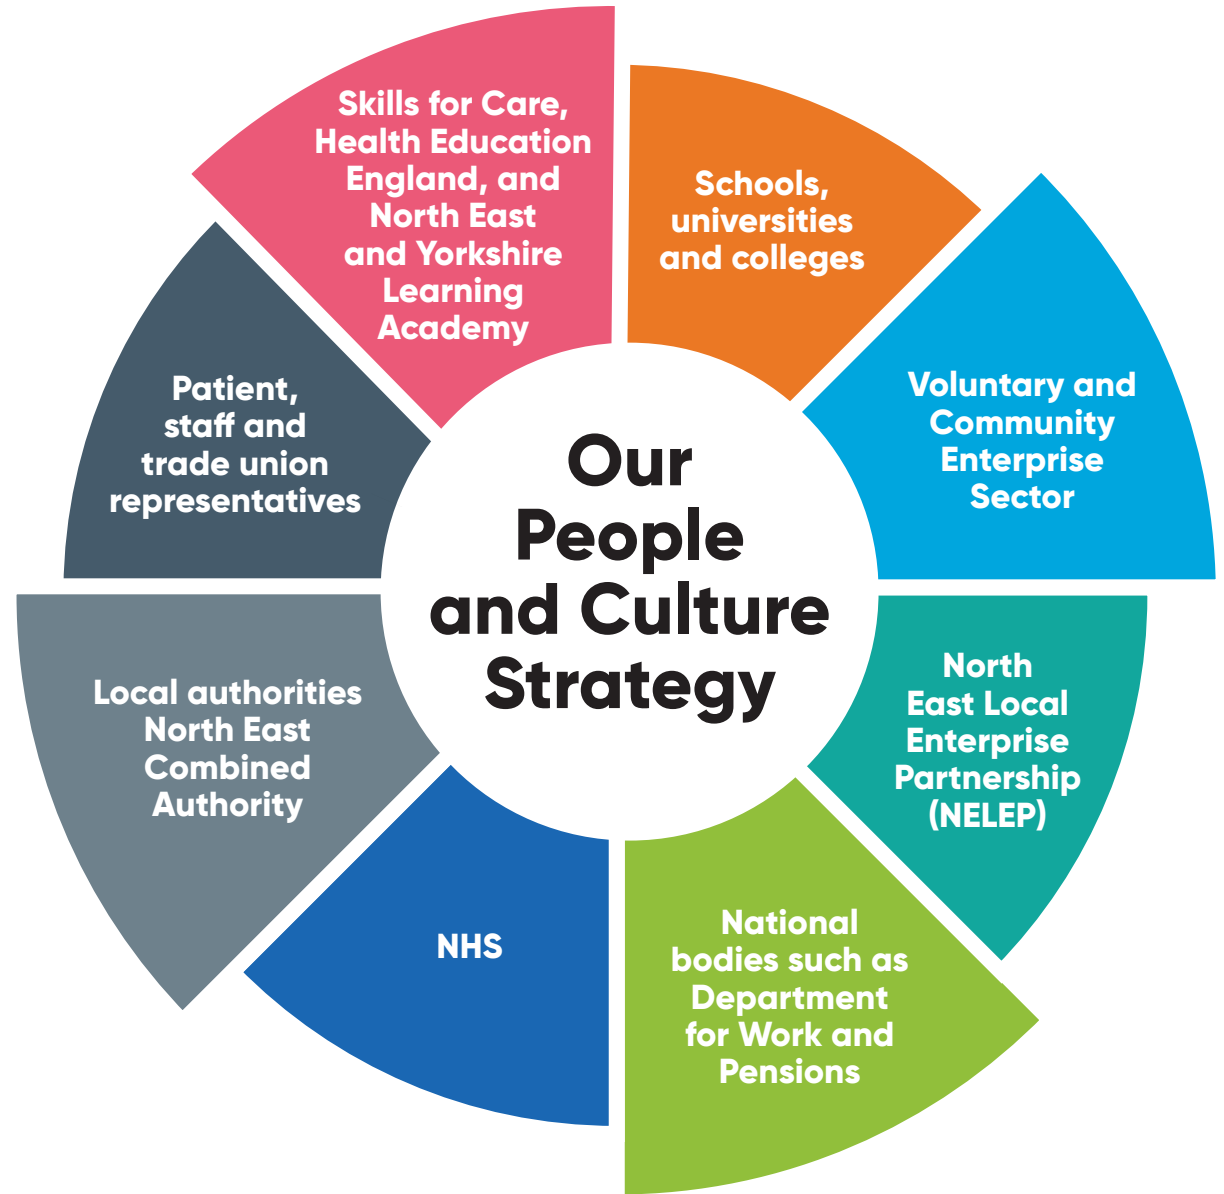 Skills for Care,
Health Education
England, and
North East
and Yorkshire
Learning
Academy
Schools,
universities
and colleges
Voluntary and
Community
Enterprise
Sector
North
East Local
Enterprise
Partnership
(NELEP)
National
bodies such as
Department
for Work and
Pensions
NHS
Local authorities
North East
Combined
Authority
Patient,
staff and
trade union
representatives
Our
People
and Culture
Strategy